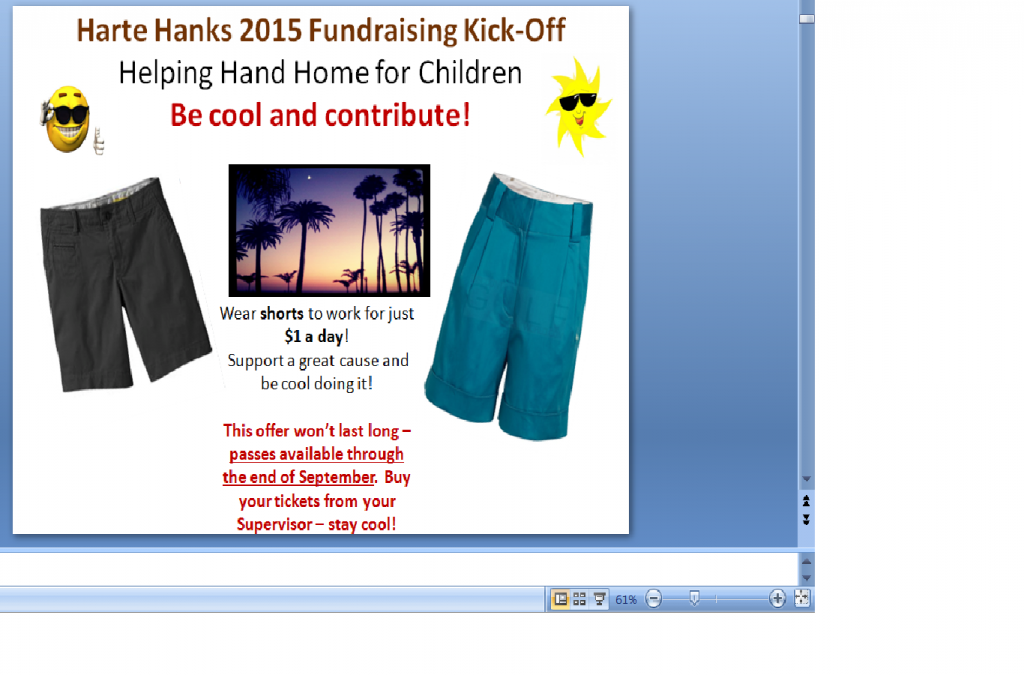 Harte Hanks 2015 Fundraising Kick-Off
Helping Hand Home for Children
Be cool and contribute!
Wear shorts to work for just
$1 a day!
Support a great cause and
be cool doing it!
This offer won’t last long –
passes available through
the end of September. Buy
your tickets from your
Supervisor – stay cool!
61%